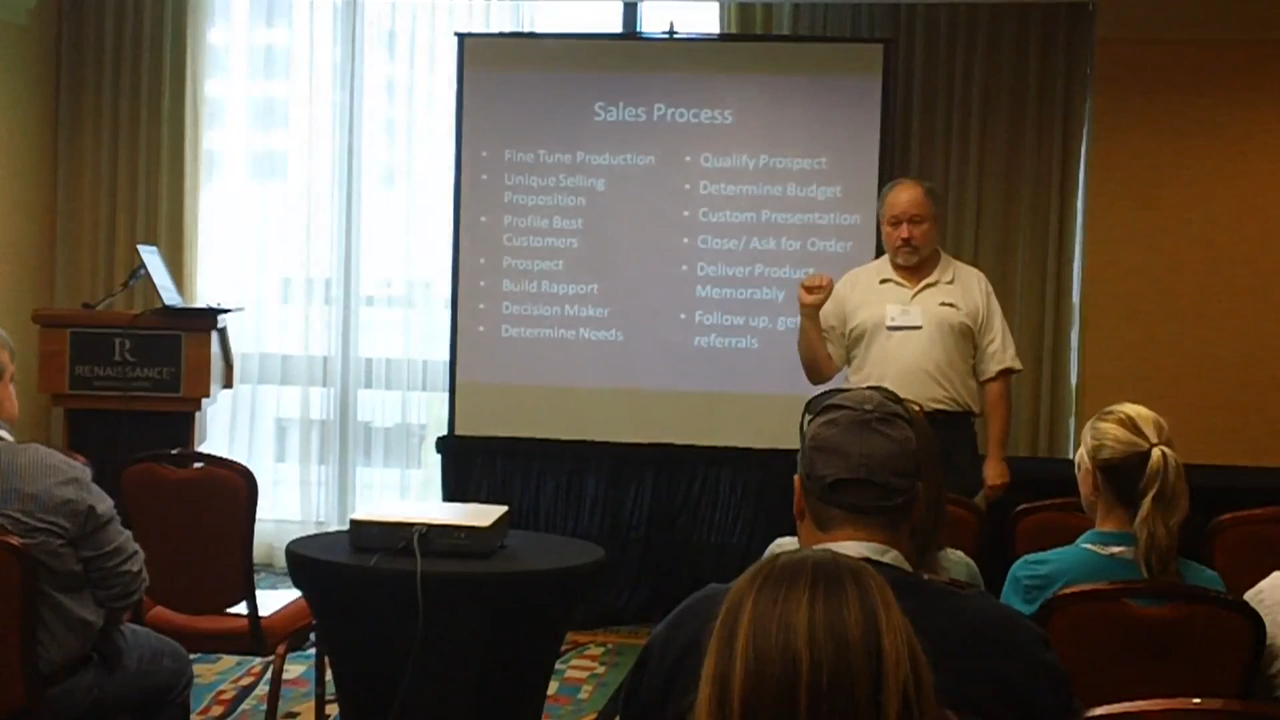 Sales Process
Fine Tune Production
Unique Selling
Proposition
Profile Best
Customers
Prospect
Build Rapport
Decision Maker
Determine Needs
Qualify Prospect
Determine Budget
Custom Presentation
Close/ Ask for Order
Deliver Product
Memorably
Follow up, get
referrals
R
RENAISSANCE